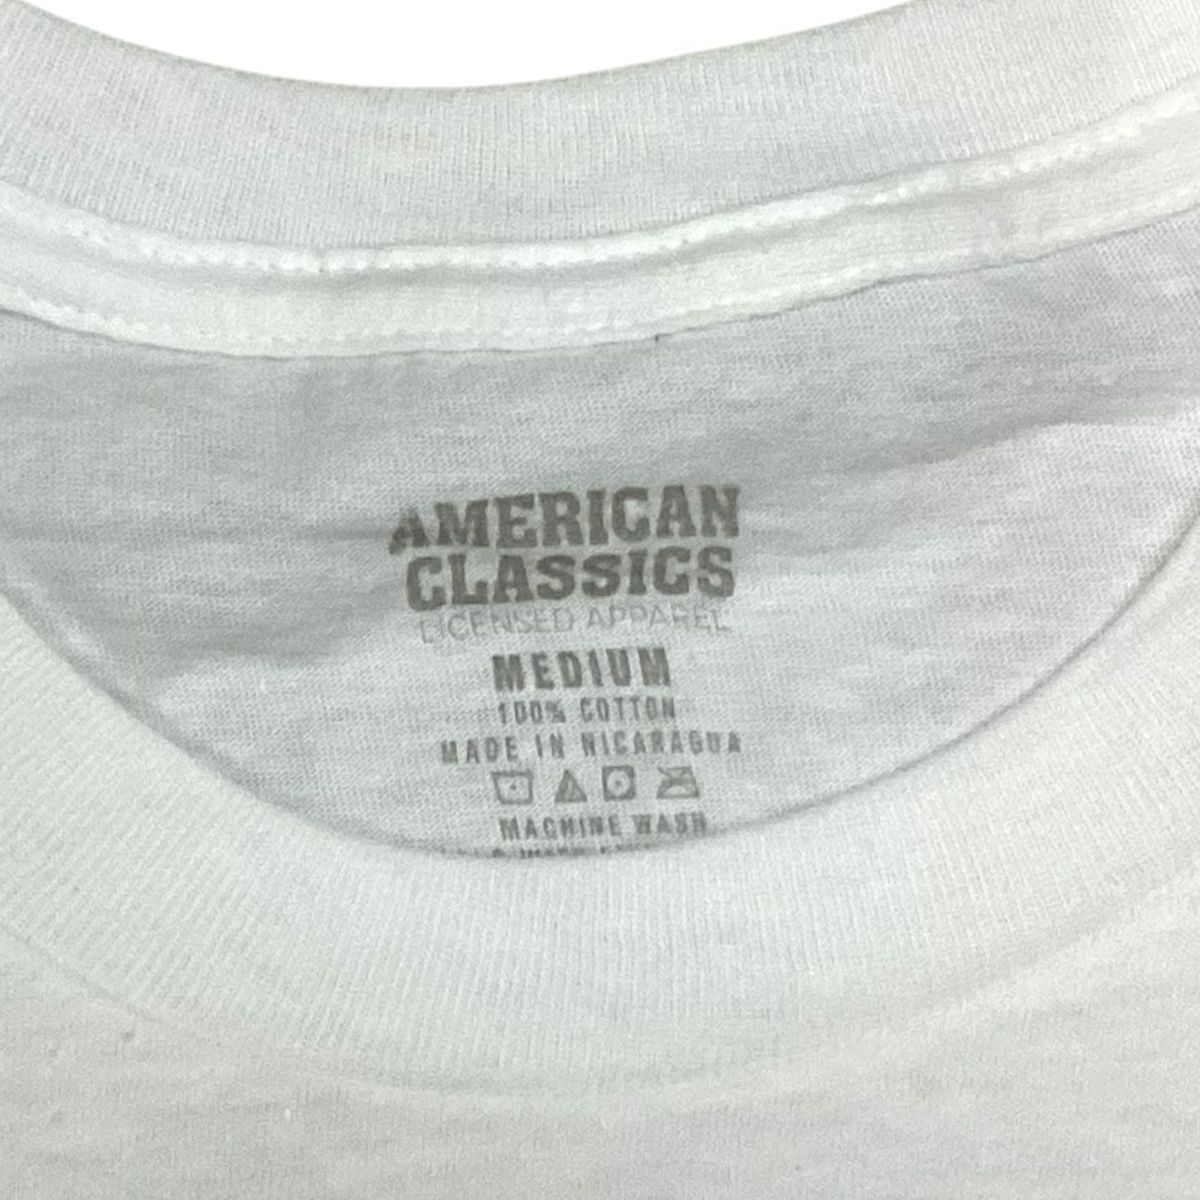 AMERICAN
CLASSICS
LICENSED APPAREL
MEDIUM
100% COTTON
MADE IN NICARAGUA
MACHINE WASH